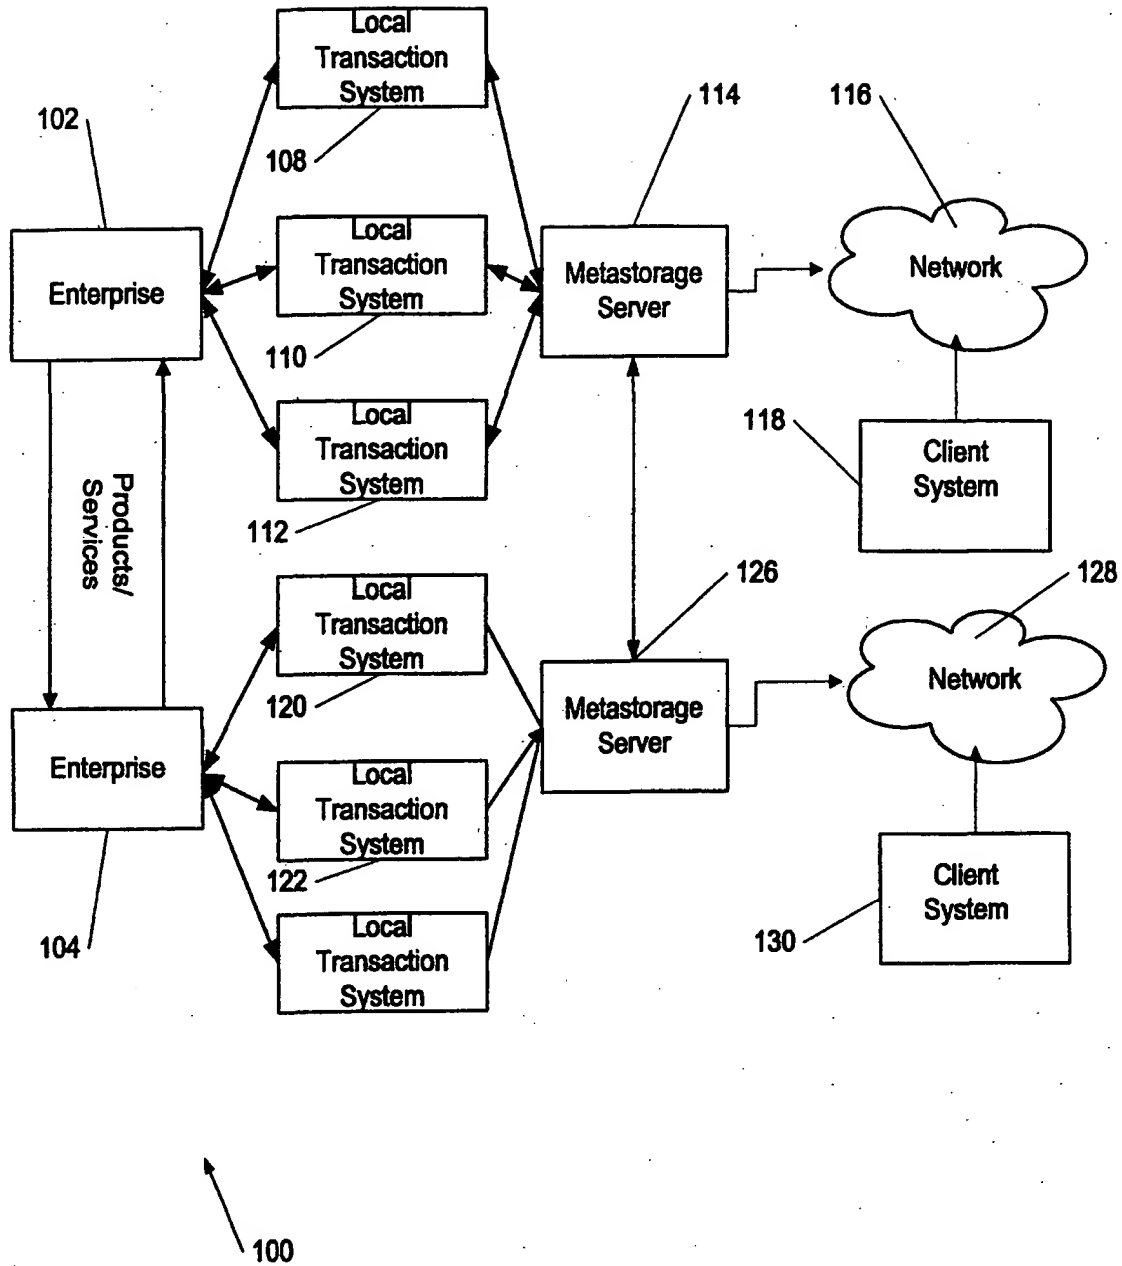 Local
Transaction
System
108
102
114
116
Enterprise
Local
Transaction
System
110
Metastorage
Server
Network
Local
Transaction
System
112
118
Client
System
Products/
Services
126
128
Local
Transaction
System
120
Metastorage
Server
Network
Enterprise
104
Local
Transaction
System
122
Local
Transaction
System
130
Client
System
100